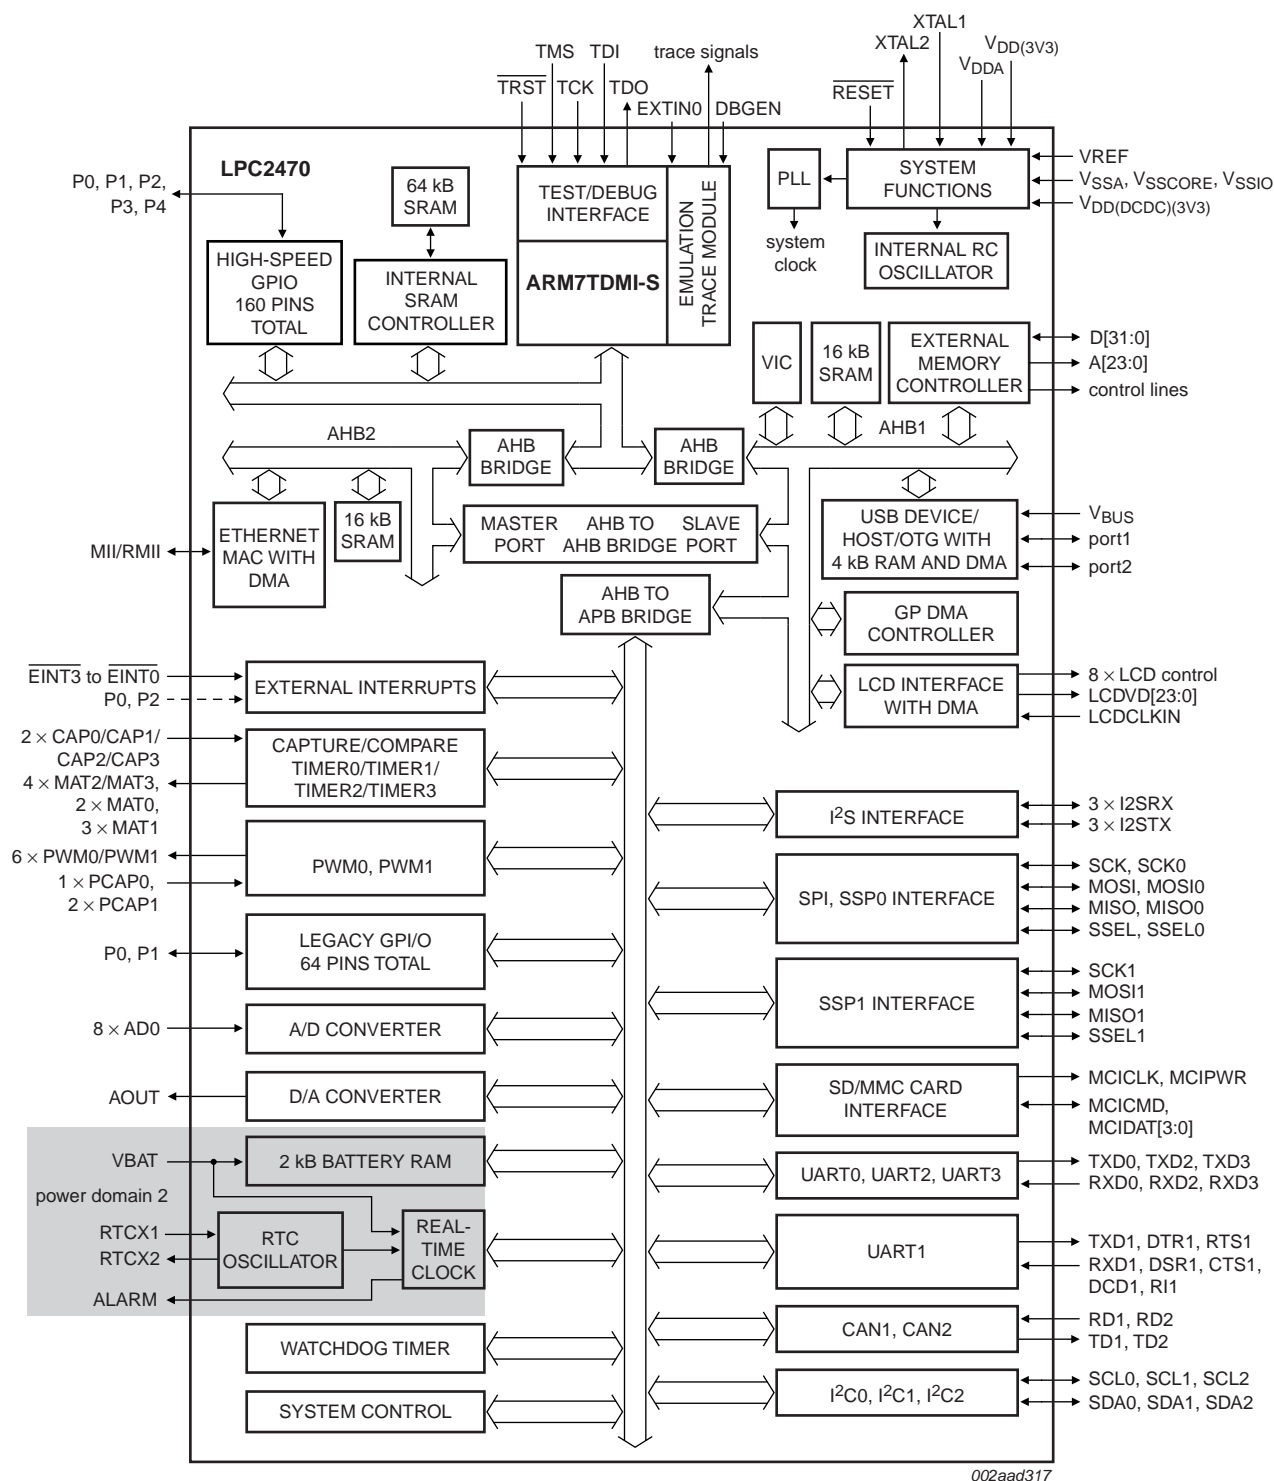 XTAL1
XTAL2
VDD(3V3)
VDDA
RESET
TMS
TDI
trace signals
TRST
TCK
TDO
EXTIN0
DBGEN
LPC2470
P0, P1, P2,
P3, P4
64 kB
SRAM
TEST/DEBUG
INTERFACE
EMULATION
TRACE MODULE
PLL
SYSTEM
FUNCTIONS
VREF
VSSA, VSSCORE, VSSIO
VDD(DCDC)(3V3)
system
clock
INTERNAL RC
OSCILLATOR
HIGH-SPEED
GPIO
160 PINS
TOTAL
INTERNAL
SRAM
CONTROLLER
ARM7TDMI-S
VIC
16 kB
SRAM
EXTERNAL
MEMORY
CONTROLLER
D[31:0]
A[23:0]
control lines
AHB2
AHB
BRIDGE
AHB
BRIDGE
AHB1
ETHERNET
MAC WITH
DMA
16 kB
SRAM
MASTER
PORT
AHB TO
AHB BRIDGE
SLAVE
PORT
USB DEVICE/
HOST/OTG WITH
4 kB RAM AND DMA
VBUS
port1
port2
MII/RMII
AHB TO
APB BRIDGE
GP DMA
CONTROLLER
LCD INTERFACE
WITH DMA
8 × LCD control
LCDVD[23:0]
LCDCLKIN
EINT3 to EINT0
P0, P2
EXTERNAL INTERRUPTS
2 × CAP0/CAP1/
CAP2/CAP3
4 × MAT2/MAT3,
2 × MAT0,
3 × MAT1
CAPTURE/COMPARE
TIMER0/TIMER1/
TIMER2/TIMER3
I2S INTERFACE
3 × I2SRX
3 × I2STX
6 × PWM0/PWM1
1 × PCAP0,
2 × PCAP1
PWM0, PWM1
SPI, SSP0 INTERFACE
SCK, SCK0
MOSI, MOSI0
MISO, MISO0
SSEL, SSEL0
P0, P1
LEGACY GPI/O
64 PINS TOTAL
SSP1 INTERFACE
SCK1
MOSI1
MISO1
SSEL1
8 × AD0
A/D CONVERTER
AOUT
D/A CONVERTER
SD/MMC CARD
INTERFACE
MCICLK, MCIPWR
MCICMD,
MCIDAT[3:0]
VBAT
2 kB BATTERY RAM
power domain 2
UART0, UART2, UART3
TXD0, TXD2, TXD3
RXD0, RXD2, RXD3
RTCX1
RTCX2
RTC
OSCILLATOR
REAL-
TIME
CLOCK
ALARM
UART1
TXD1, DTR1, RTS1
RXD1, DSR1, CTS1,
DCD1, RI1
WATCHDOG TIMER
CAN1, CAN2
RD1, RD2
TD1, TD2
SYSTEM CONTROL
I2C0, I2C1, I2C2
SCL0, SCL1, SCL2
SDA0, SDA1, SDA2
002aad317